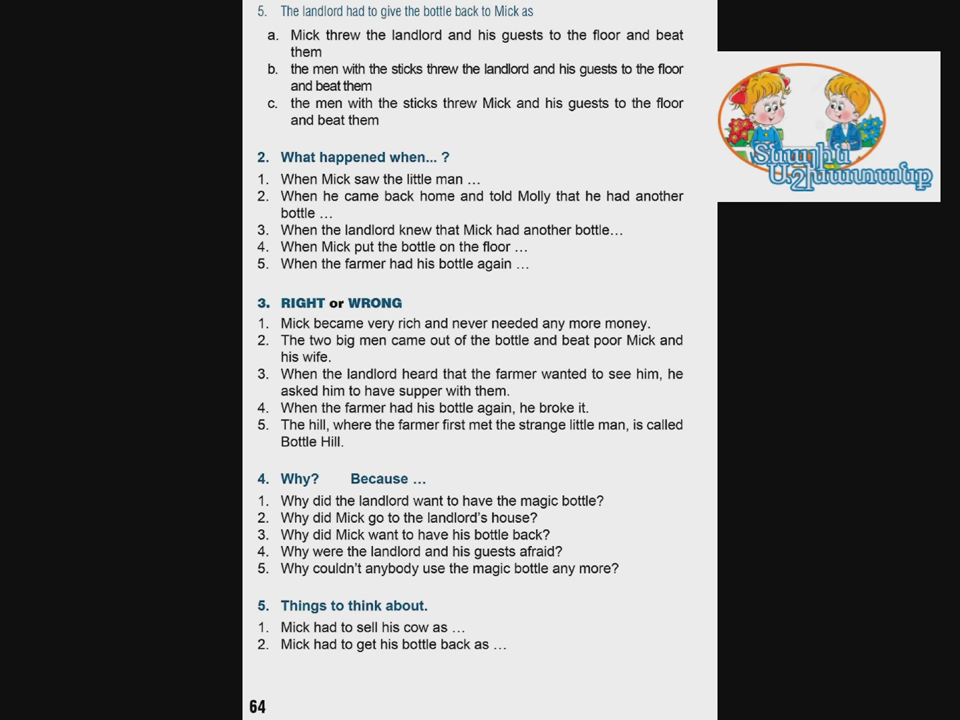 5. The landlord had to give the bottle back to Mick as
a. Mick threw the landlord and his guests to the floor and beat
them
b. the men with the sticks threw the landlord and his guests to the floor
and beat them
c. the men with the sticks threw Mick and his guests to the floor
and beat them
2. What happened when... ?
1. When Mick saw the little man …
2. When he came back home and told Molly that he had another
bottle …
3. When the landlord knew that Mick had another bottle…
4. When Mick put the bottle on the floor …
5. When the farmer had his bottle again …
3. RIGHT or WRONG
1. Mick became very rich and never needed any more money.
2. The two big men came out of the bottle and beat poor Mick and
his wife.
3. When the landlord heard that the farmer wanted to see him, he
asked him to have supper with them.
4. When the farmer had his bottle again, he broke it.
5. The hill, where the farmer first met the strange little man, is called
Bottle Hill.
4. Why? Because …
1. Why did the landlord want to have the magic bottle?
2. Why did Mick go to the landlord's house?
3. Why did Mick want to have his bottle back?
4. Why were the landlord and his guests afraid?
5. Why couldn't anybody use the magic bottle any more?
5. Things to think about.
1. Mick had to sell his cow as …
2. Mick had to get his bottle back as …
64
Տնային
Աշխատանք